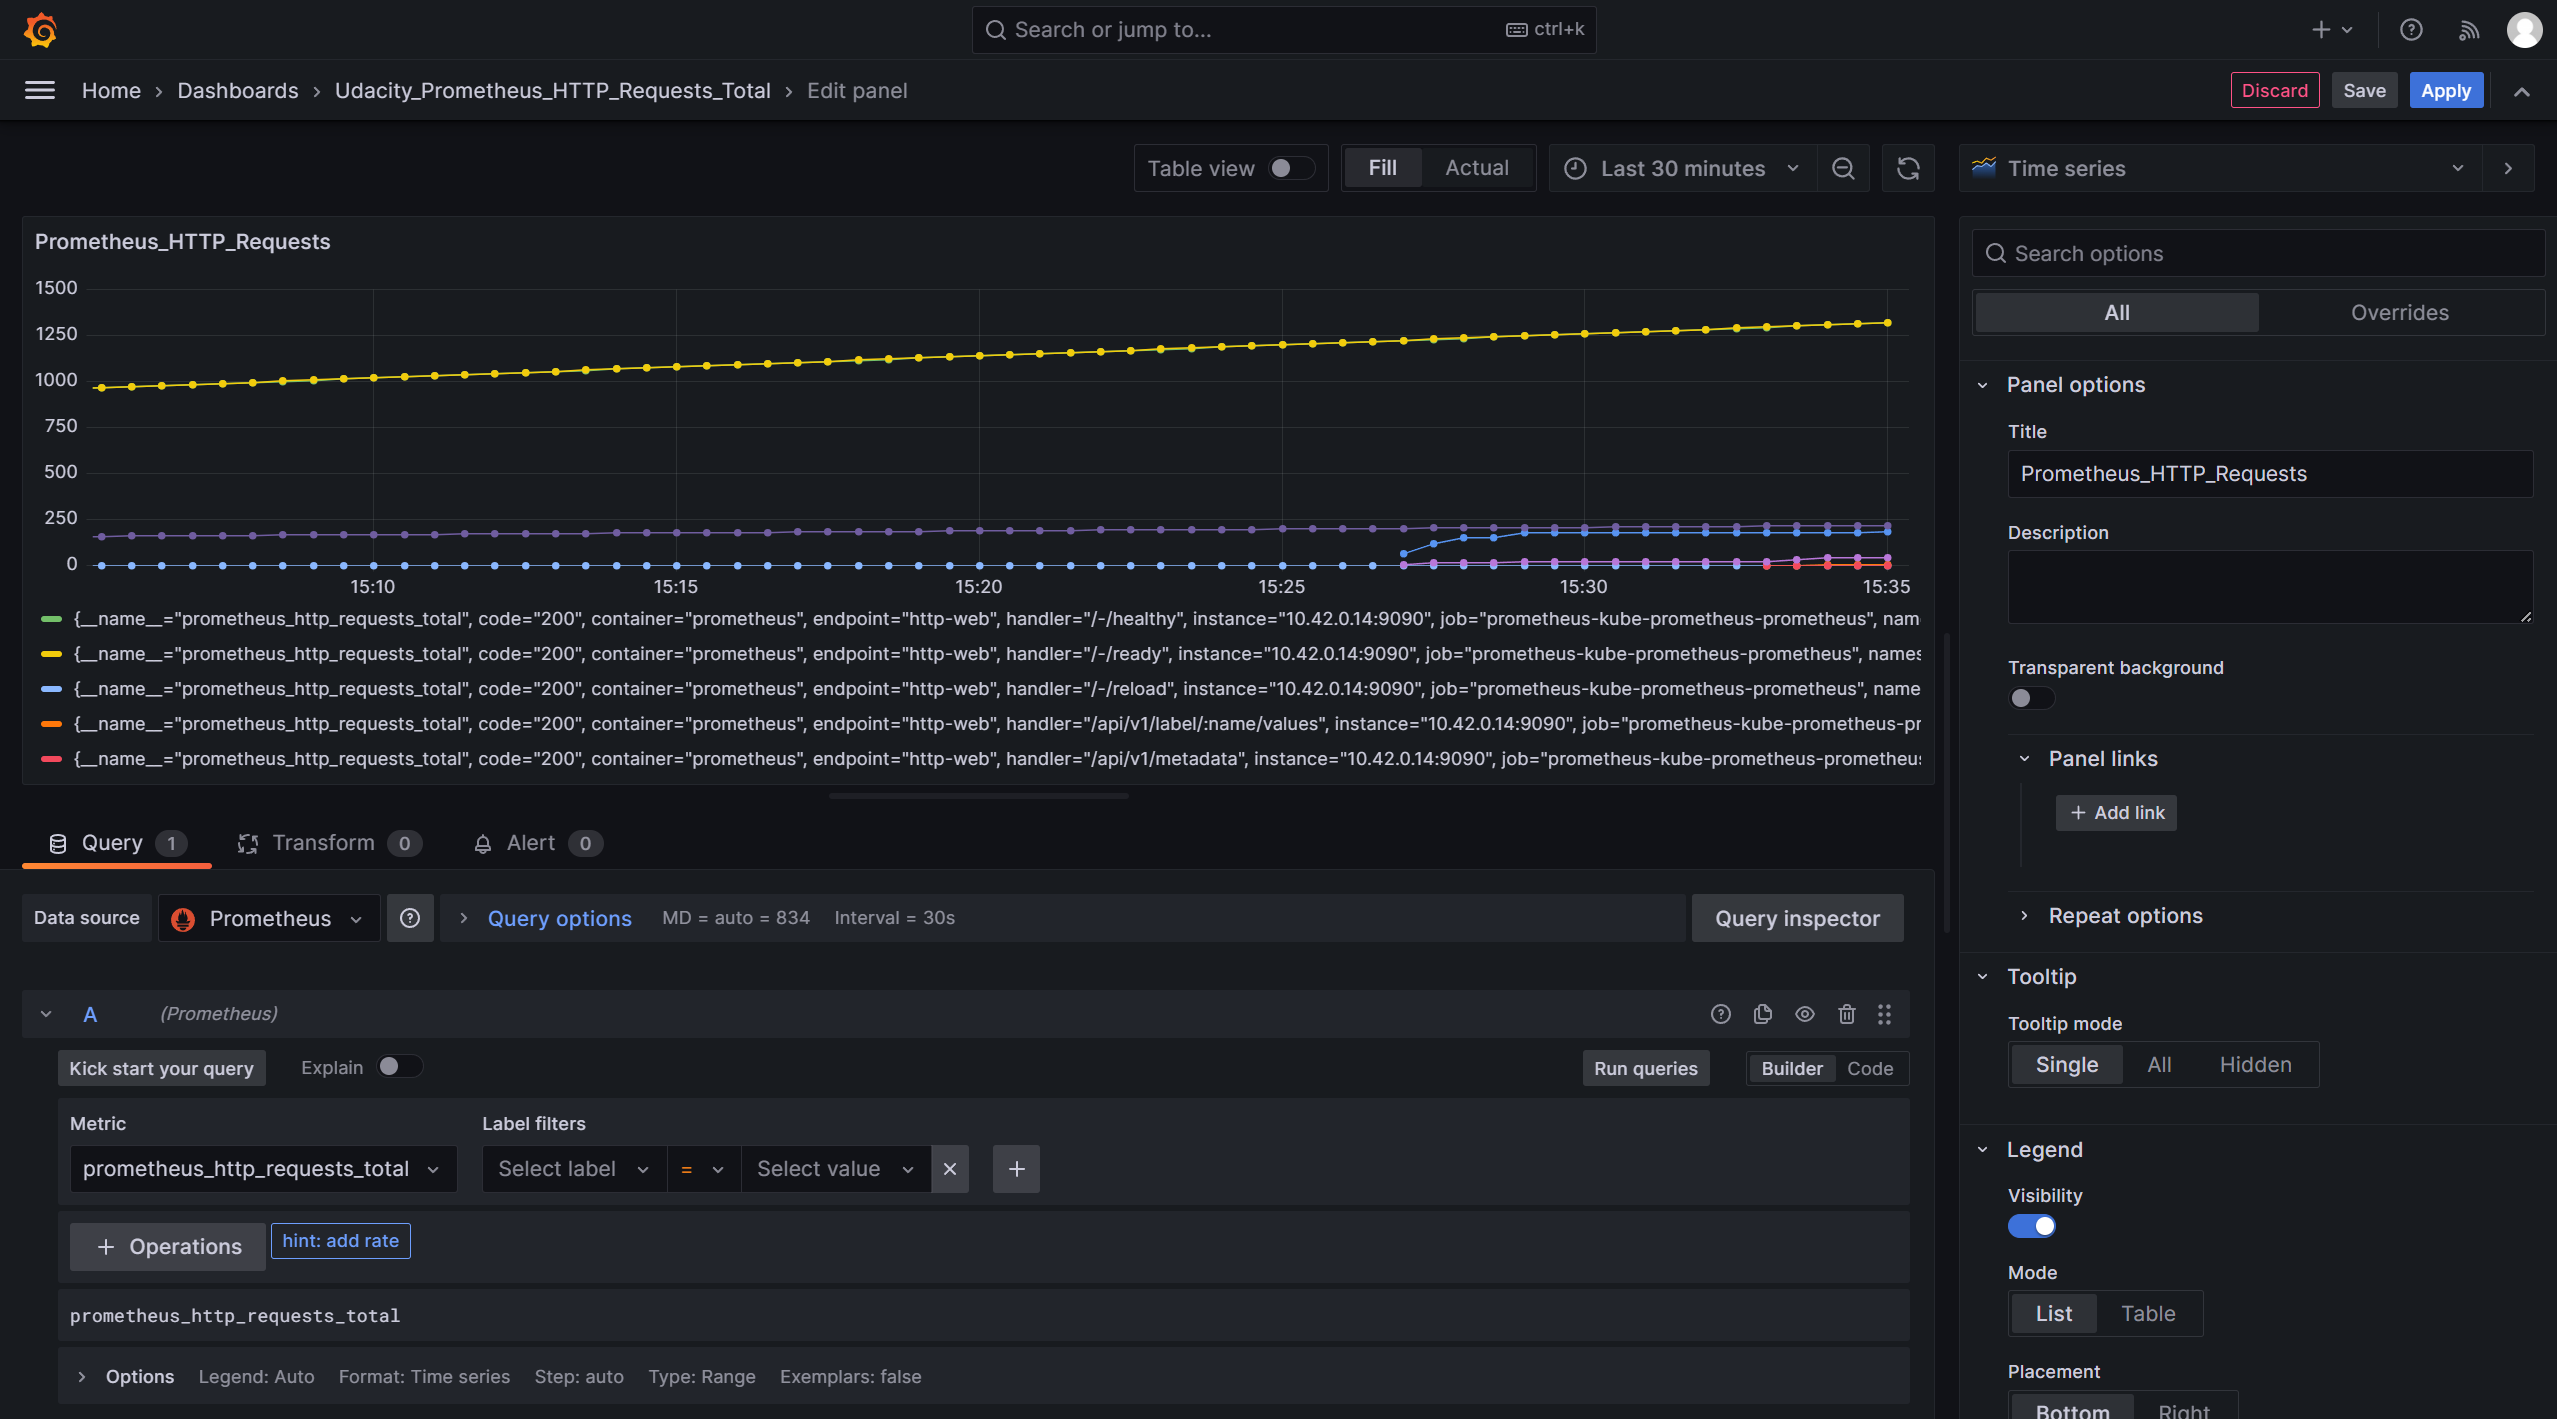 Search or jump to... ctrl+k
Home › Dashboards › Udacity_Prometheus_HTTP_Requests_Total › Edit panel Discard Save Apply
Table view Fill Actual Last 30 minutes Time series
Prometheus_HTTP_Requests
1500
1250
1000
750
500
250
0
15:10 15:15 15:20 15:25 15:30 15:35
{__name__="prometheus_http_requests_total", code="200", container="prometheus", endpoint="http-web", handler="/-/healthy", instance="10.42.0.14:9090", job="prometheus-kube-prometheus-prometheus", nam
{__name__="prometheus_http_requests_total", code="200", container="prometheus", endpoint="http-web", handler="/-/ready", instance="10.42.0.14:9090", job="prometheus-kube-prometheus-prometheus", names
{__name__="prometheus_http_requests_total", code="200", container="prometheus", endpoint="http-web", handler="/-/reload", instance="10.42.0.14:9090", job="prometheus-kube-prometheus-prometheus", name
{__name__="prometheus_http_requests_total", code="200", container="prometheus", endpoint="http-web", handler="/api/v1/label/:name/values", instance="10.42.0.14:9090", job="prometheus-kube-prometheus-pr
{__name__="prometheus_http_requests_total", code="200", container="prometheus", endpoint="http-web", handler="/api/v1/metadata", instance="10.42.0.14:9090", job="prometheus-kube-prometheus-prometheus
Query 1 Transform 0 Alert 0
Data source Prometheus Query options MD = auto = 834 Interval = 30s Query inspector
A (Prometheus)
Kick start your query Explain Run queries Builder Code
Metric Label filters
prometheus_http_requests_total Select label = Select value
+ Operations hint: add rate
prometheus_http_requests_total
Options Legend: Auto Format: Time series Step: auto Type: Range Exemplars: false
Search options
All Overrides
Panel options
Title
Prometheus_HTTP_Requests
Description
Transparent background
Panel links
+ Add link
Repeat options
Tooltip
Tooltip mode
Single All Hidden
Legend
Visibility
Mode
List Table
Placement
Bottom Right